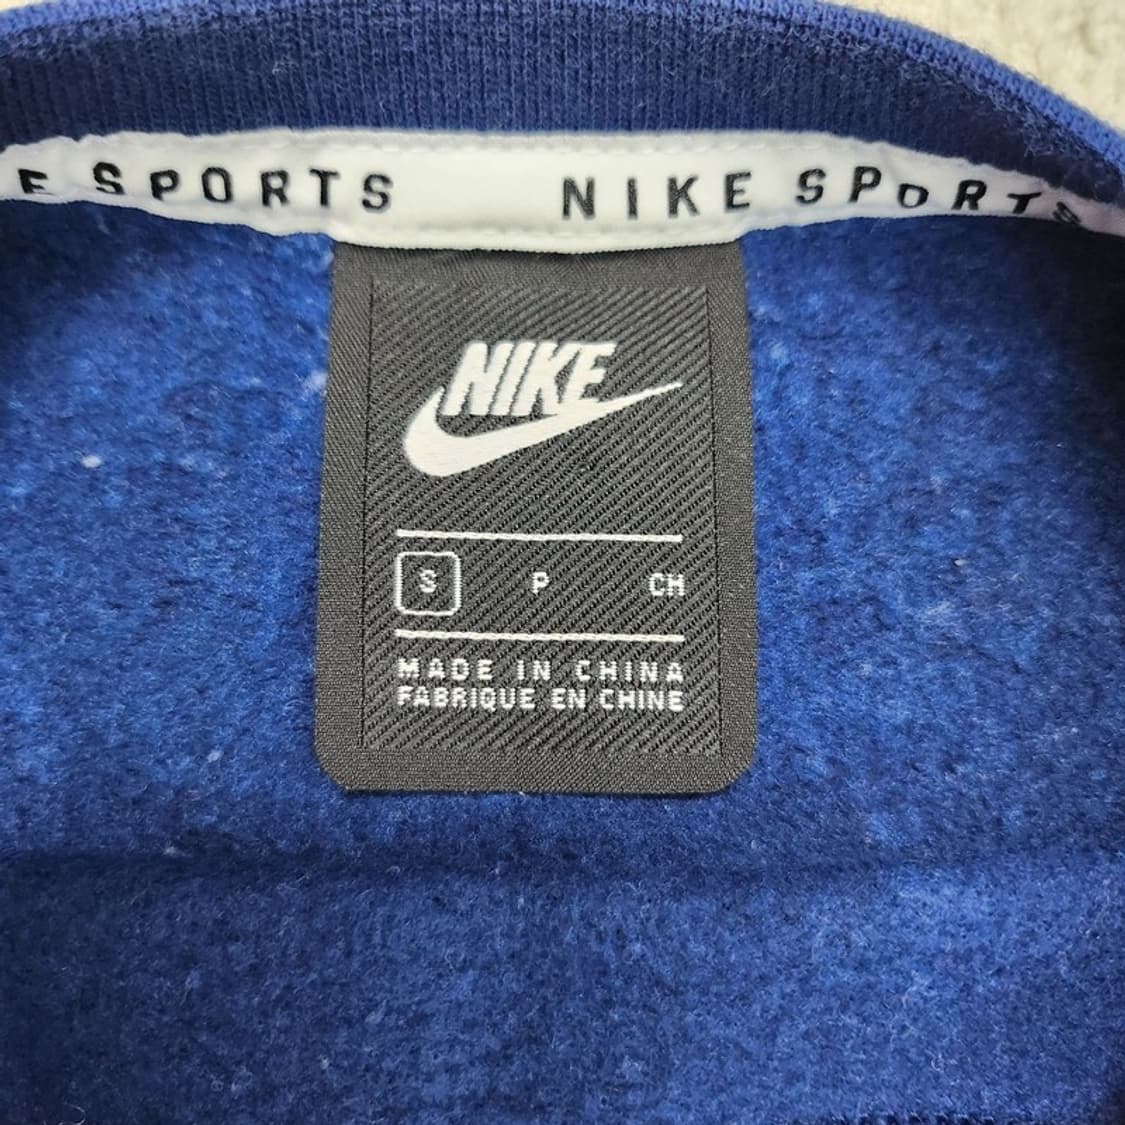 E SPORTS NIKE SPORTS
NIKE
S P CH
MADE IN CHINA
FABRIQUE EN CHINE